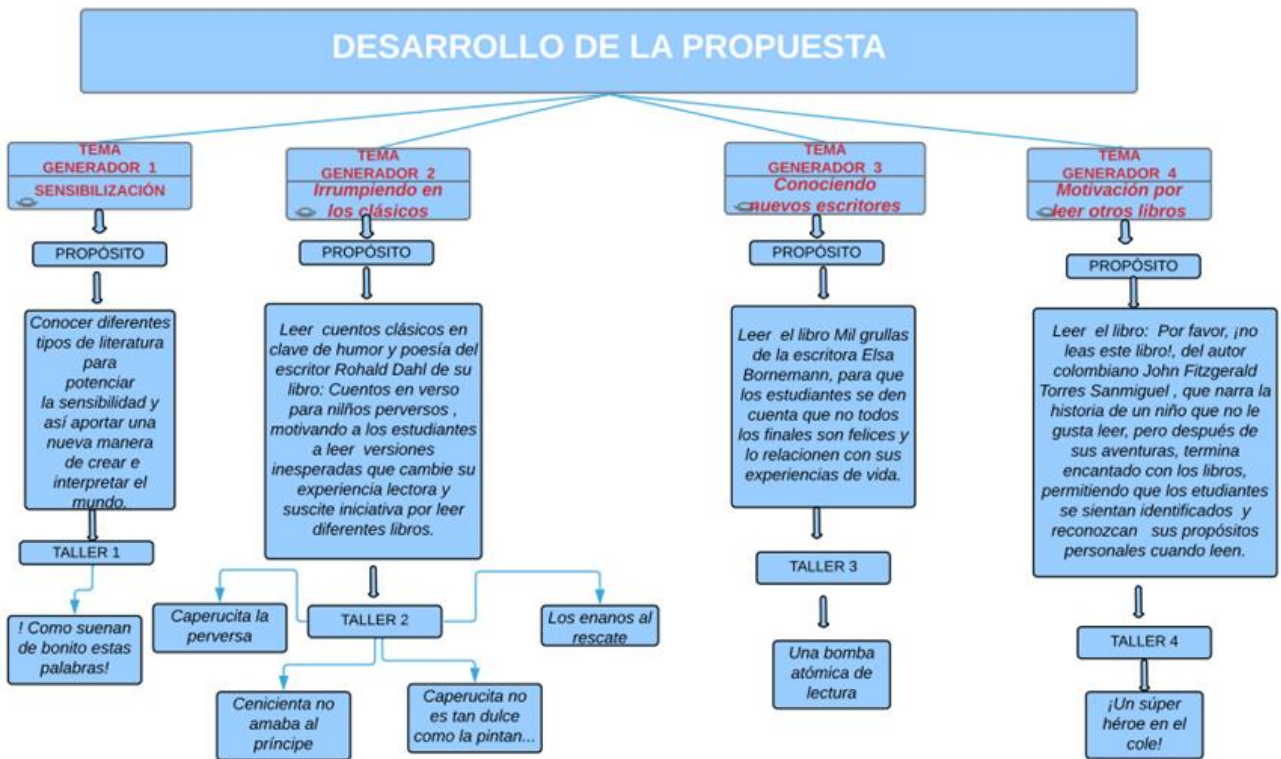 DESARROLLO DE LA PROPUESTA
TEMA
GENERADOR 1
SENSIBILIZACIÓN
PROPÓSITO
Conocer diferentes
tipos de literatura
para
potenciar
la sensibilidad y
así aportar una
nueva manera
de crear e
interpretar el
mundo.
TALLER 1
! Como suenan
de bonito estas
palabras!
TEMA
GENERADOR 2
Irrumpiendo en
los clásicos
PROPÓSITO
Leer cuentos clásicos en
clave de humor y poesía del
escritor Rohald Dahl de su
libro: Cuentos en verso
para nilños perversos ,
motivando a los estudiantes
a leer versiones
inesperadas que cambie su
experiencia lectora y
suscite iniciativa por leer
diferentes libros.
TALLER 2
Caperucita la
perversa
Cenicienta no
amaba al
príncipe
Caperucita no
es tan dulce
como la pintan...
Los enanos al
rescate
TEMA
GENERADOR 3
Conociendo
nuevos escritores
PROPÓSITO
Leer el libro Mil grullas
de la escritora Elsa
Bornemann, para que
los estudiantes se den
cuenta que no todos
los finales son felices y
lo relacionen con sus
experiencias de vida.
TALLER 3
Una bomba
atómica de
lectura
TEMA
GENERADOR 4
Motivación por
leer otros libros
PROPÓSITO
Leer el libro: Por favor, ¡no
leas este libro!, del autor
colombiano John Fitzgerald
Torres Sanmiguel , que narra la
historia de un niño que no le
gusta leer, pero después de
sus aventuras, termina
encantado con los libros,
permitiendo que los etudiantes
se sientan identificados y
reconozcan sus propósitos
personales cuando leen.
TALLER 4
¡Un súper
héroe en el
cole!